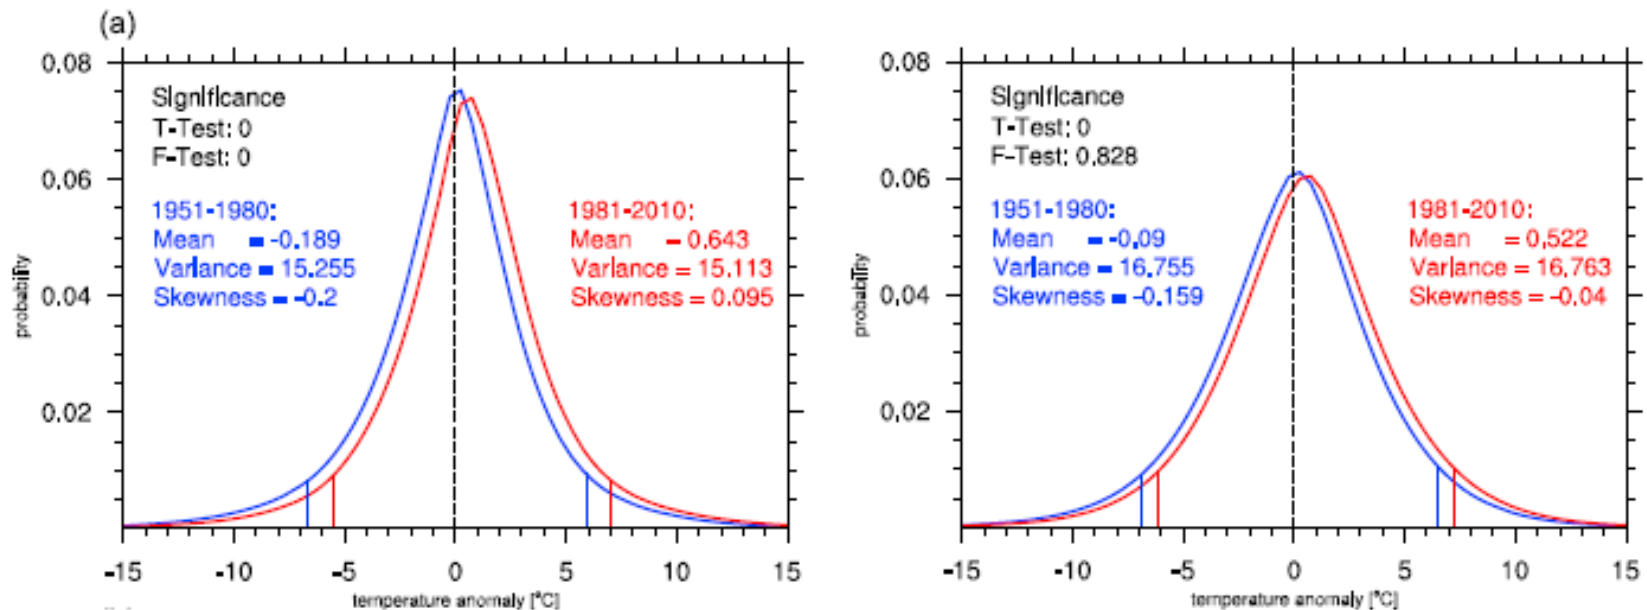 (a)
0.08
0.06
0.04
0.02
probability
Significance
T-Test: 0
F-Test: 0
1951-1980:
Mean = -0.189
Variance = 15.255
Skewness = -0.2
1981-2010:
Mean = 0.643
Variance = 15.113
Skewness = 0.095
-15 -10 -5 0 5 10 15
temperature anomaly [°C]
0.08
0.06
0.04
0.02
probability
Significance
T-Test: 0
F-Test: 0.828
1951-1980:
Mean = -0.09
Variance = 16.755
Skewness = -0.159
1981-2010:
Mean = 0.522
Variance = 16.763
Skewness = -0.04
-15 -10 -5 0 5 10 15
temperature anomaly [°C]